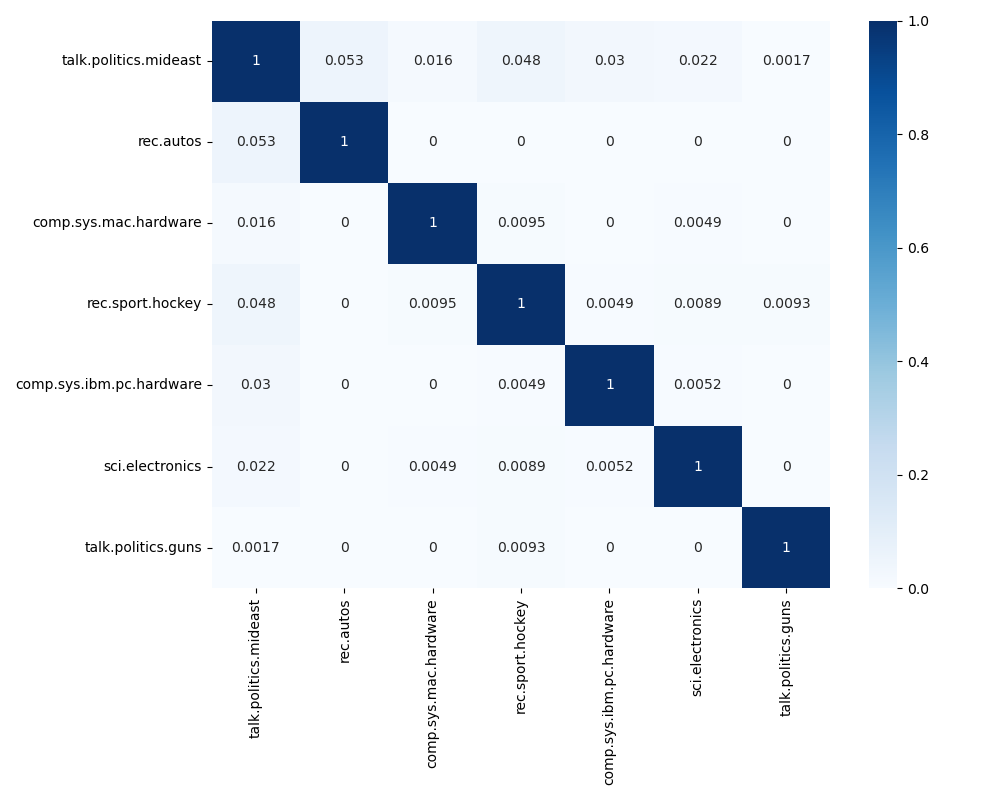 talk.politics.mideast 1 0.053 0.016 0.048 0.03 0.022 0.0017
rec.autos 0.053 1 0 0 0 0 0
comp.sys.mac.hardware 0.016 0 1 0.0095 0 0.0049 0
rec.sport.hockey 0.048 0 0.0095 1 0.0049 0.0089 0.0093
comp.sys.ibm.pc.hardware 0.03 0 0 0.0049 1 0.0052 0
sci.electronics 0.022 0 0.0049 0.0089 0.0052 1 0
talk.politics.guns 0.0017 0 0 0.0093 0 0 1
talk.politics.mideast
rec.autos
comp.sys.mac.hardware
rec.sport.hockey
comp.sys.ibm.pc.hardware
sci.electronics
talk.politics.guns
1.0
0.8
0.6
0.4
0.2
0.0